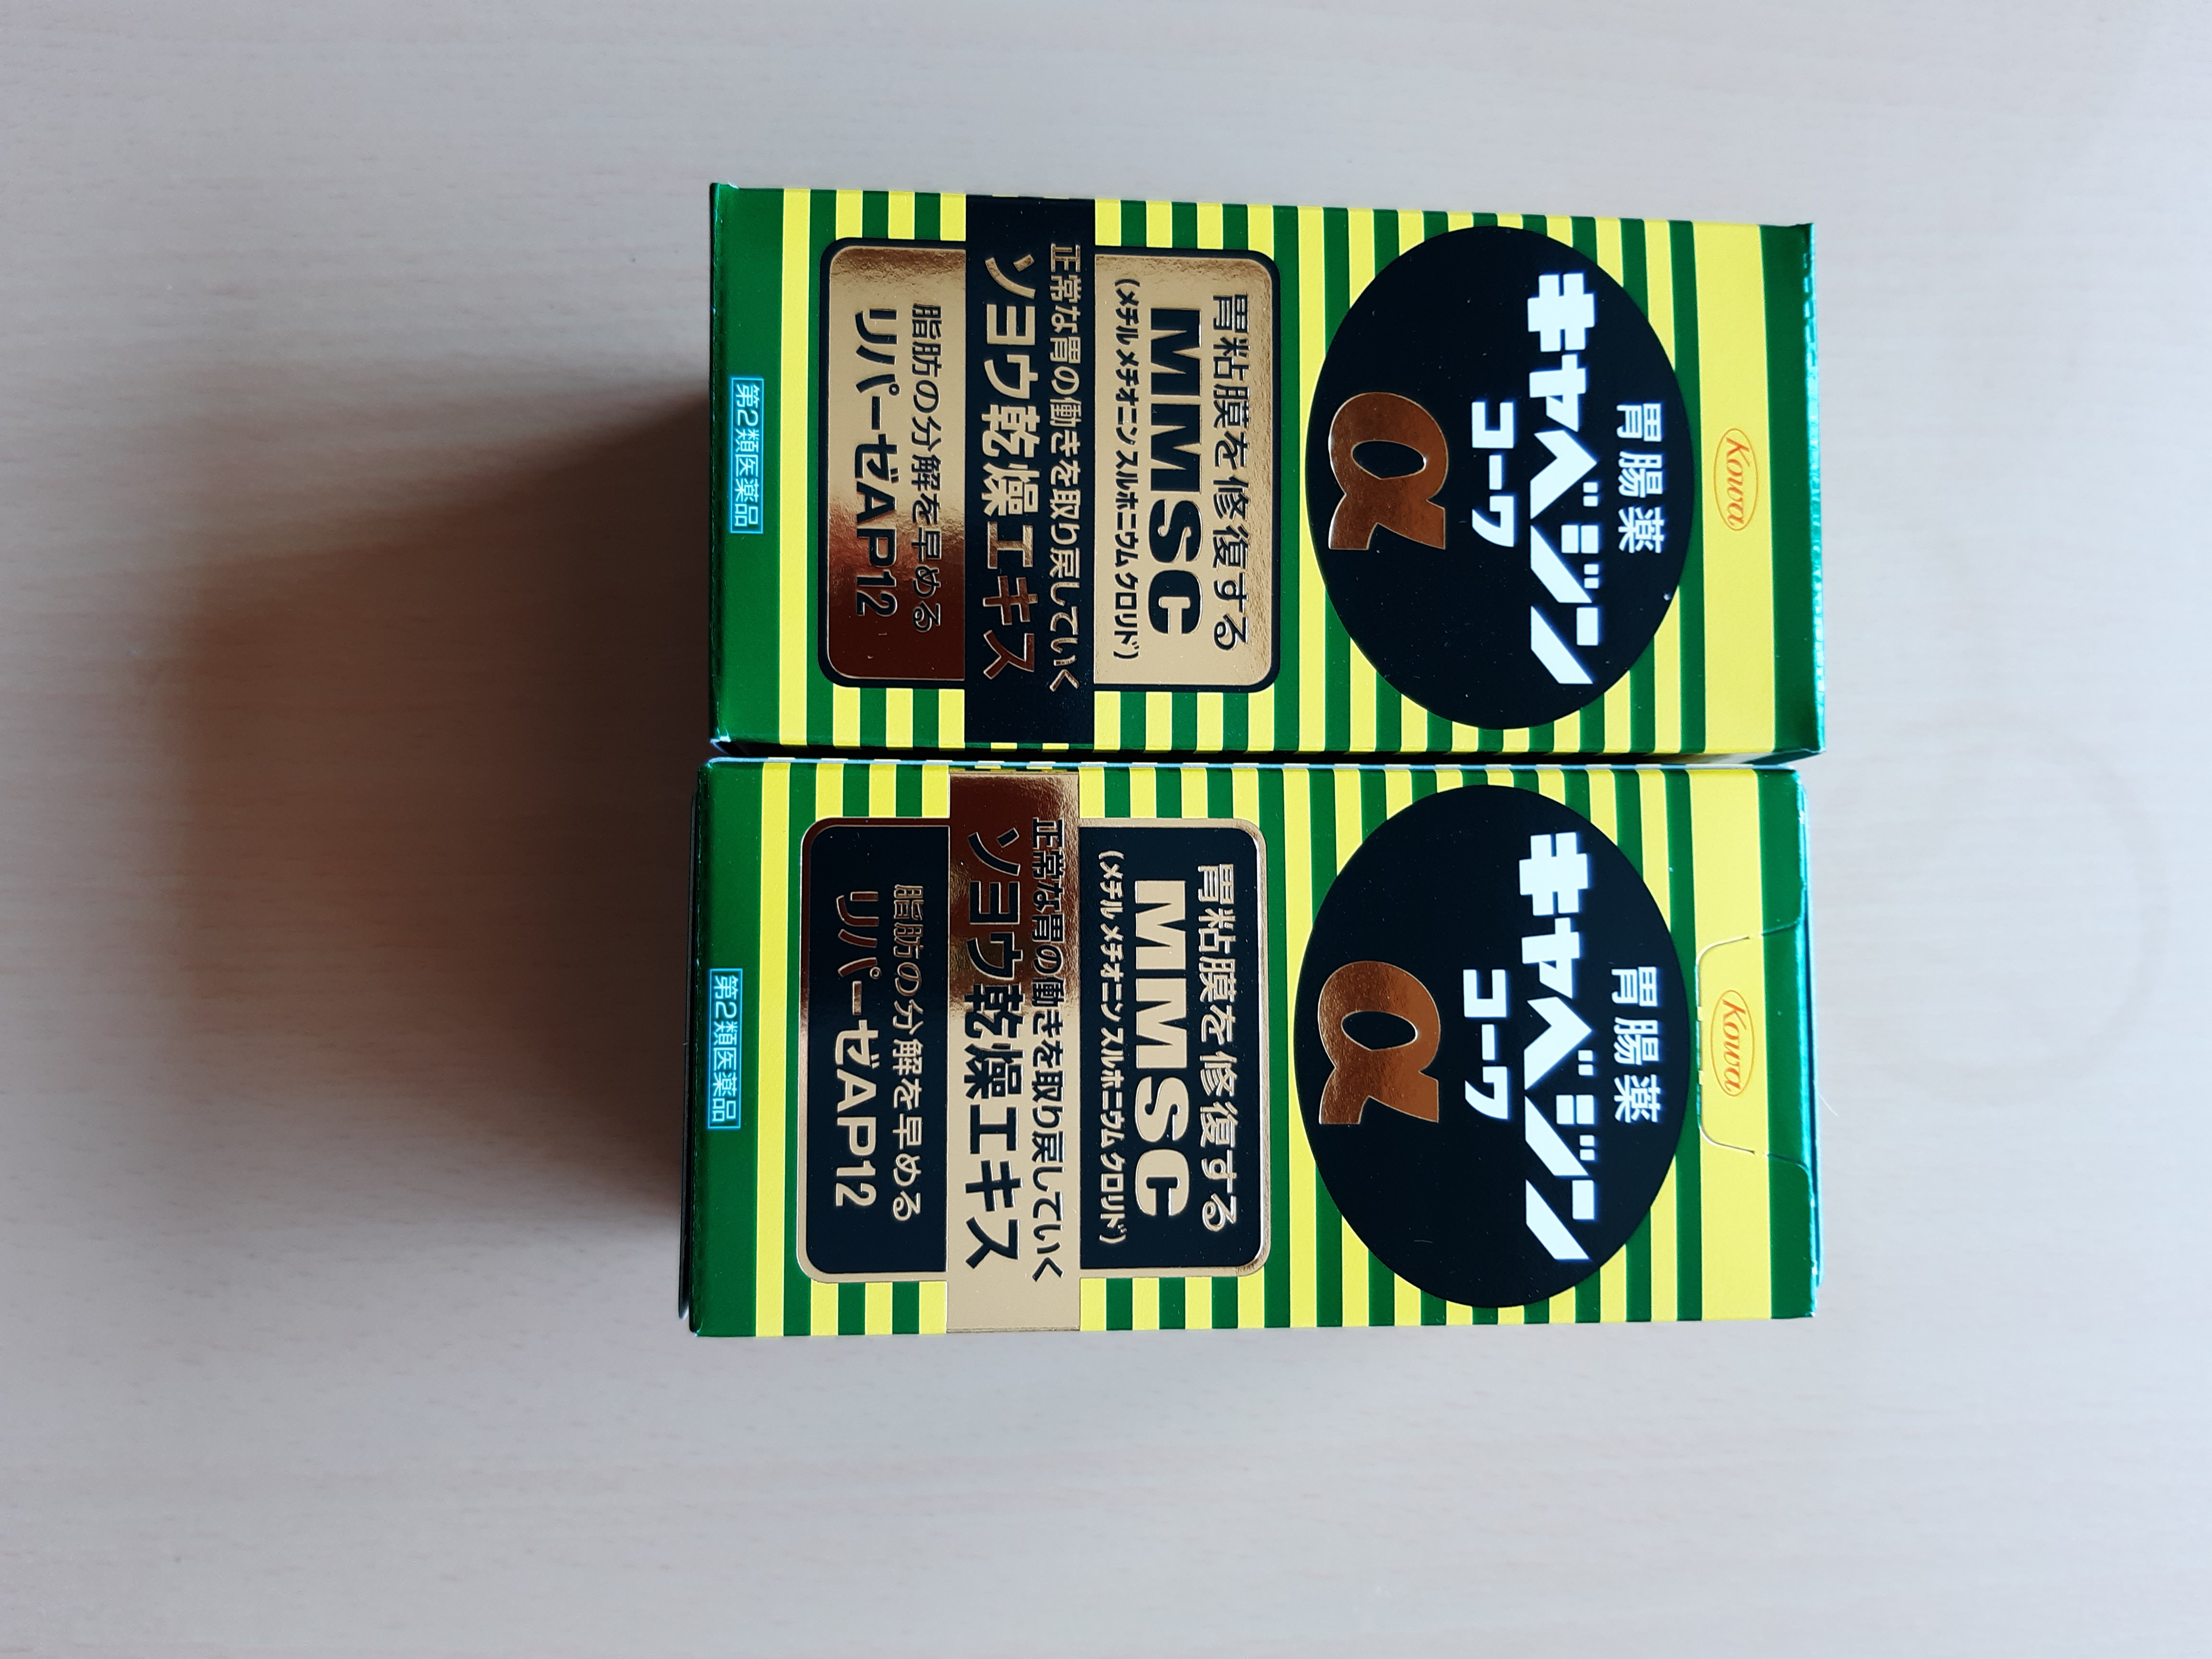 Kowa
胃腸薬
キャベジン
コーワ
α
胃粘膜を修復する
MMSC
(メチルメチオニンスルホニウムクロリド)
正常な胃の働きを取り戻していく
ソヨウ乾燥エキス
脂肪の分解を早める
リパーゼAP12
第2類医薬品
Kowa
胃腸薬
キャベジン
コーワ
α
胃粘膜を修復する
MMSC
(メチルメチオニンスルホニウムクロリド)
正常な胃の働きを取り戻していく
ソヨウ乾燥エキス
脂肪の分解を早める
リパーゼAP12
第2類医薬品